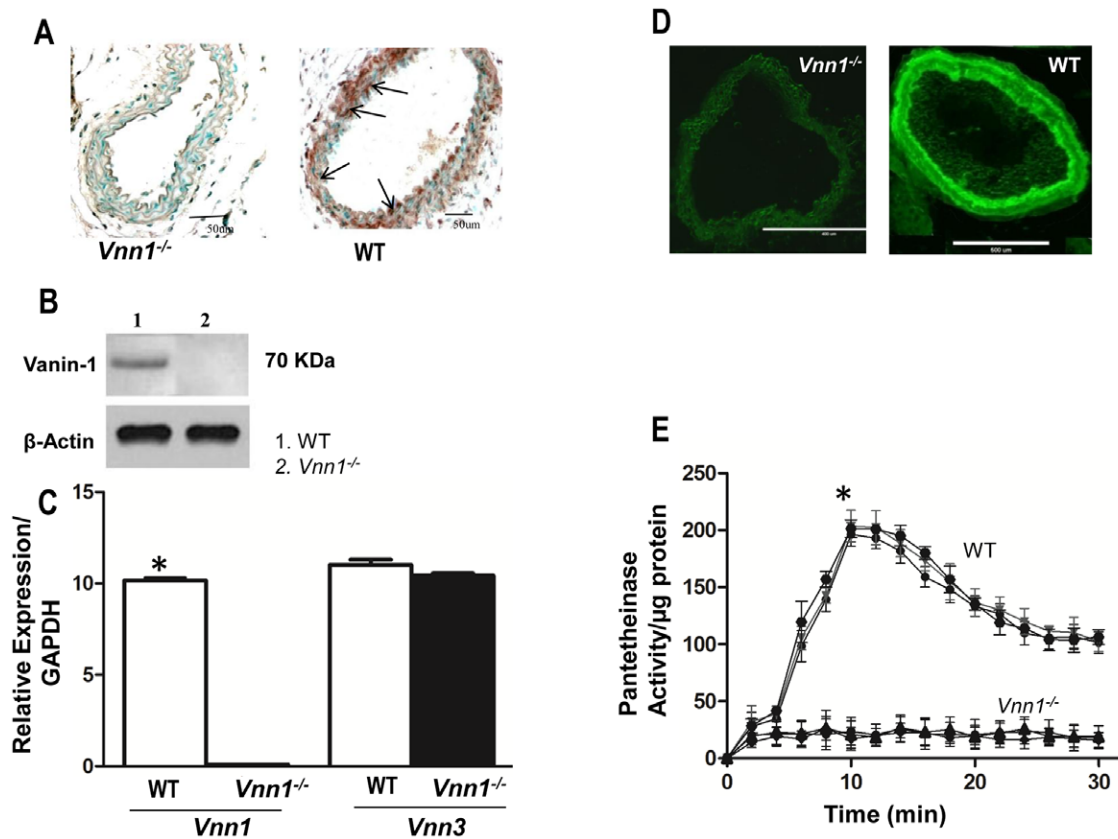 A
Vnn1-/-
50um
WT
50um
B
1 2
Vanin-1
70 KDa
β-Actin
1. WT
2. Vnn1-/-
C
Relative Expression/
GAPDH
15
10
5
0
*
WT Vnn1-/- WT Vnn1-/-
Vnn1 Vnn3
D
Vnn1-/-
WT
500 um
E
Pantetheinase
Activity/µg protein
250
200
150
100
50
0
*
WT
Vnn1-/-
0 10 20 30
Time (min)